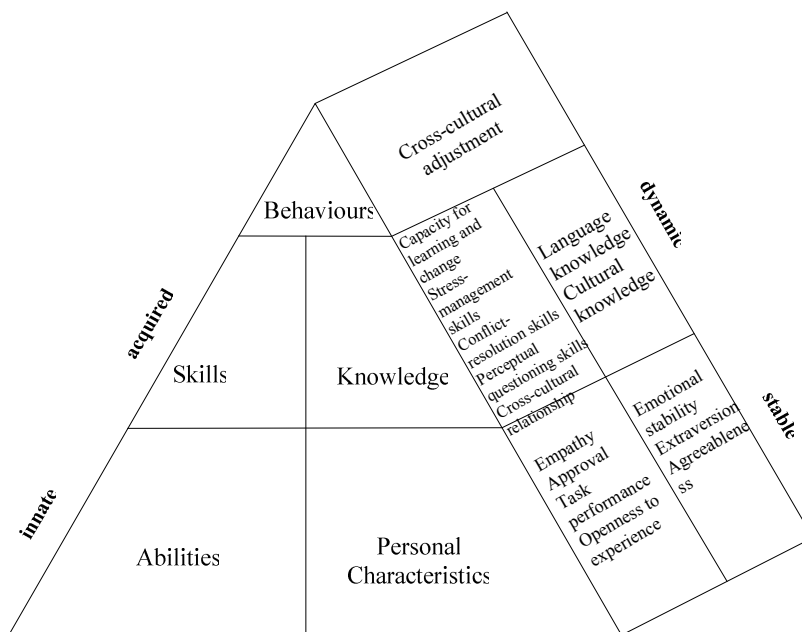 Cross-cultural
adjustment
Behaviours
dynamic
Capacity for
learning and
change
Stress-
management
skills
Conflict-
resolution skills
Perceptual
questioning skills
Cross-cultural
relationship
Language
knowledge
Cultural
knowledge
acquired
Skills
Knowledge
stable
Empathy
Approval
Task
performance
Openness to
experience
Emotional
stability
Extraversion
Agreeablene
ss
innate
Abilities
Personal
Characteristics